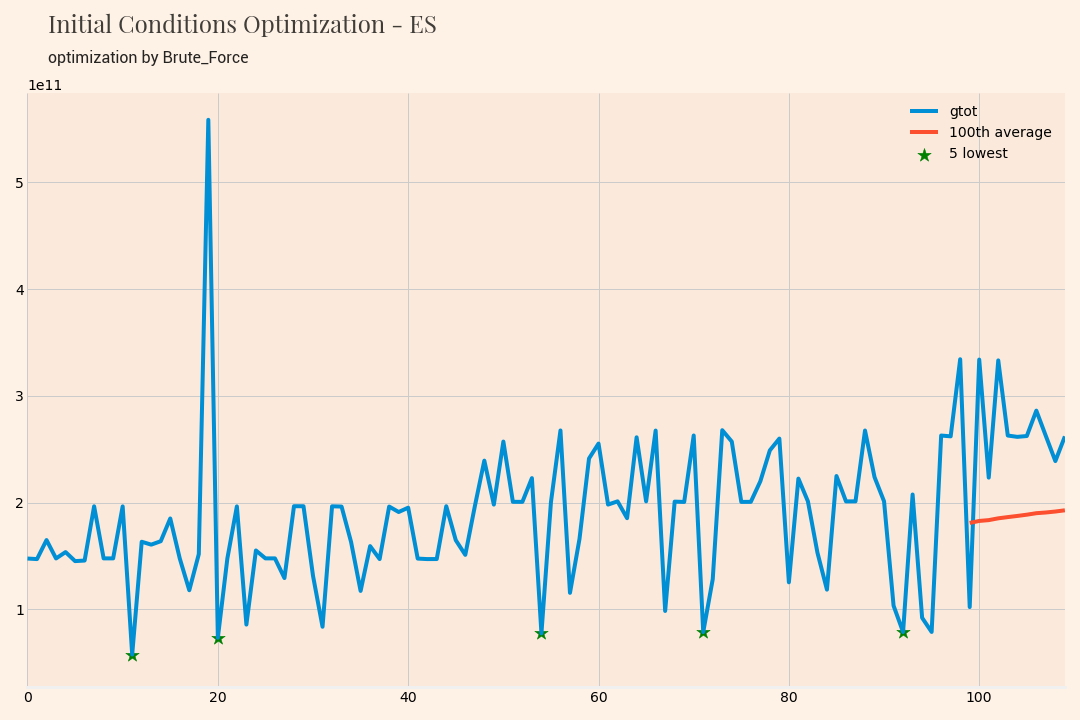 Initial Conditions Optimization - ES
optimization by Brute_Force
1e11
gtot
100th average
5 lowest
5
4
3
2
1
0 20 40 60 80 100